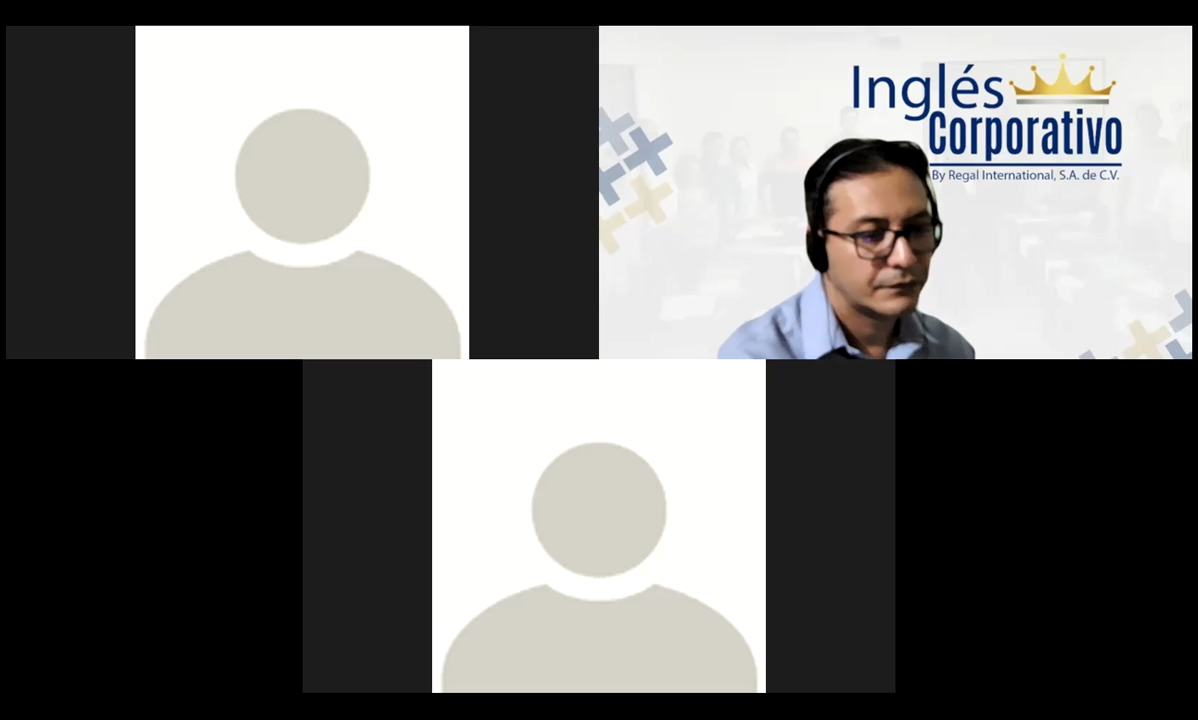 Inglés
Corporativo
By Regal International, S.A. de C.V.